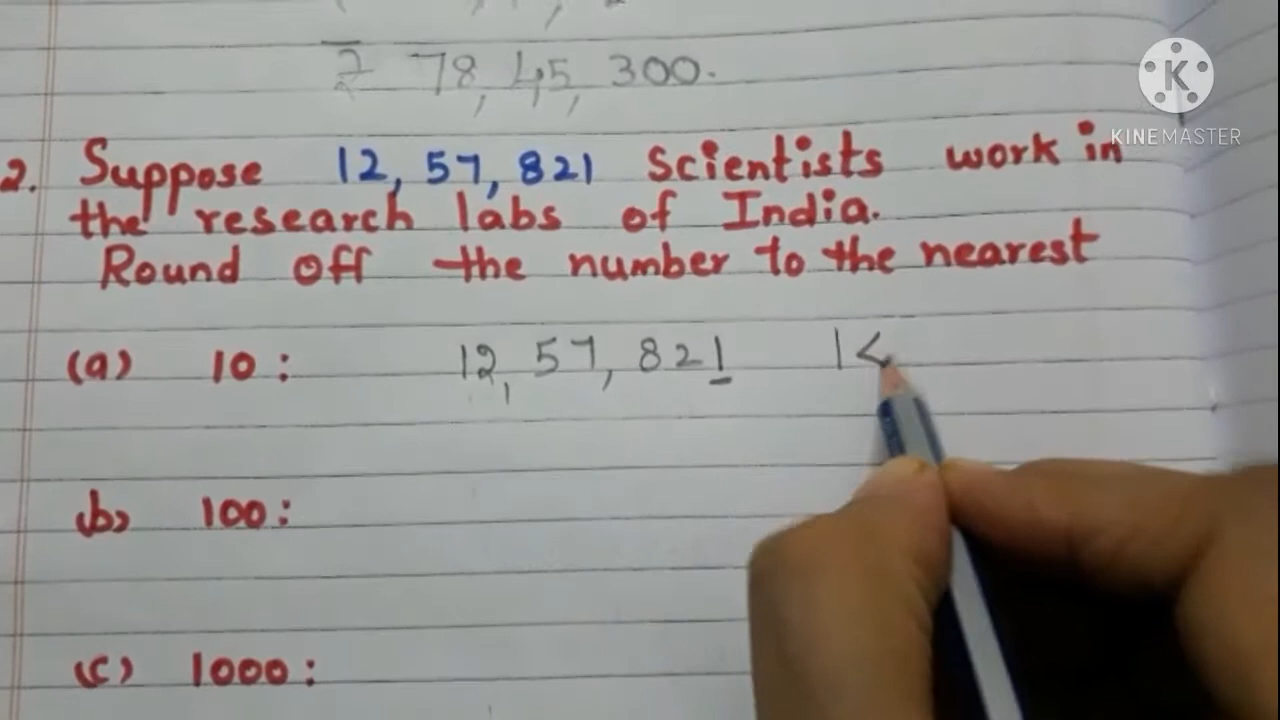 ₹ 78,45,300.
KINEMASTER
2. Suppose 12,57,821 scientists work in
the research labs of India.
Round off the number to the nearest
(a) 10: 12,57,821 1<
(b) 100:
(c) 1000: